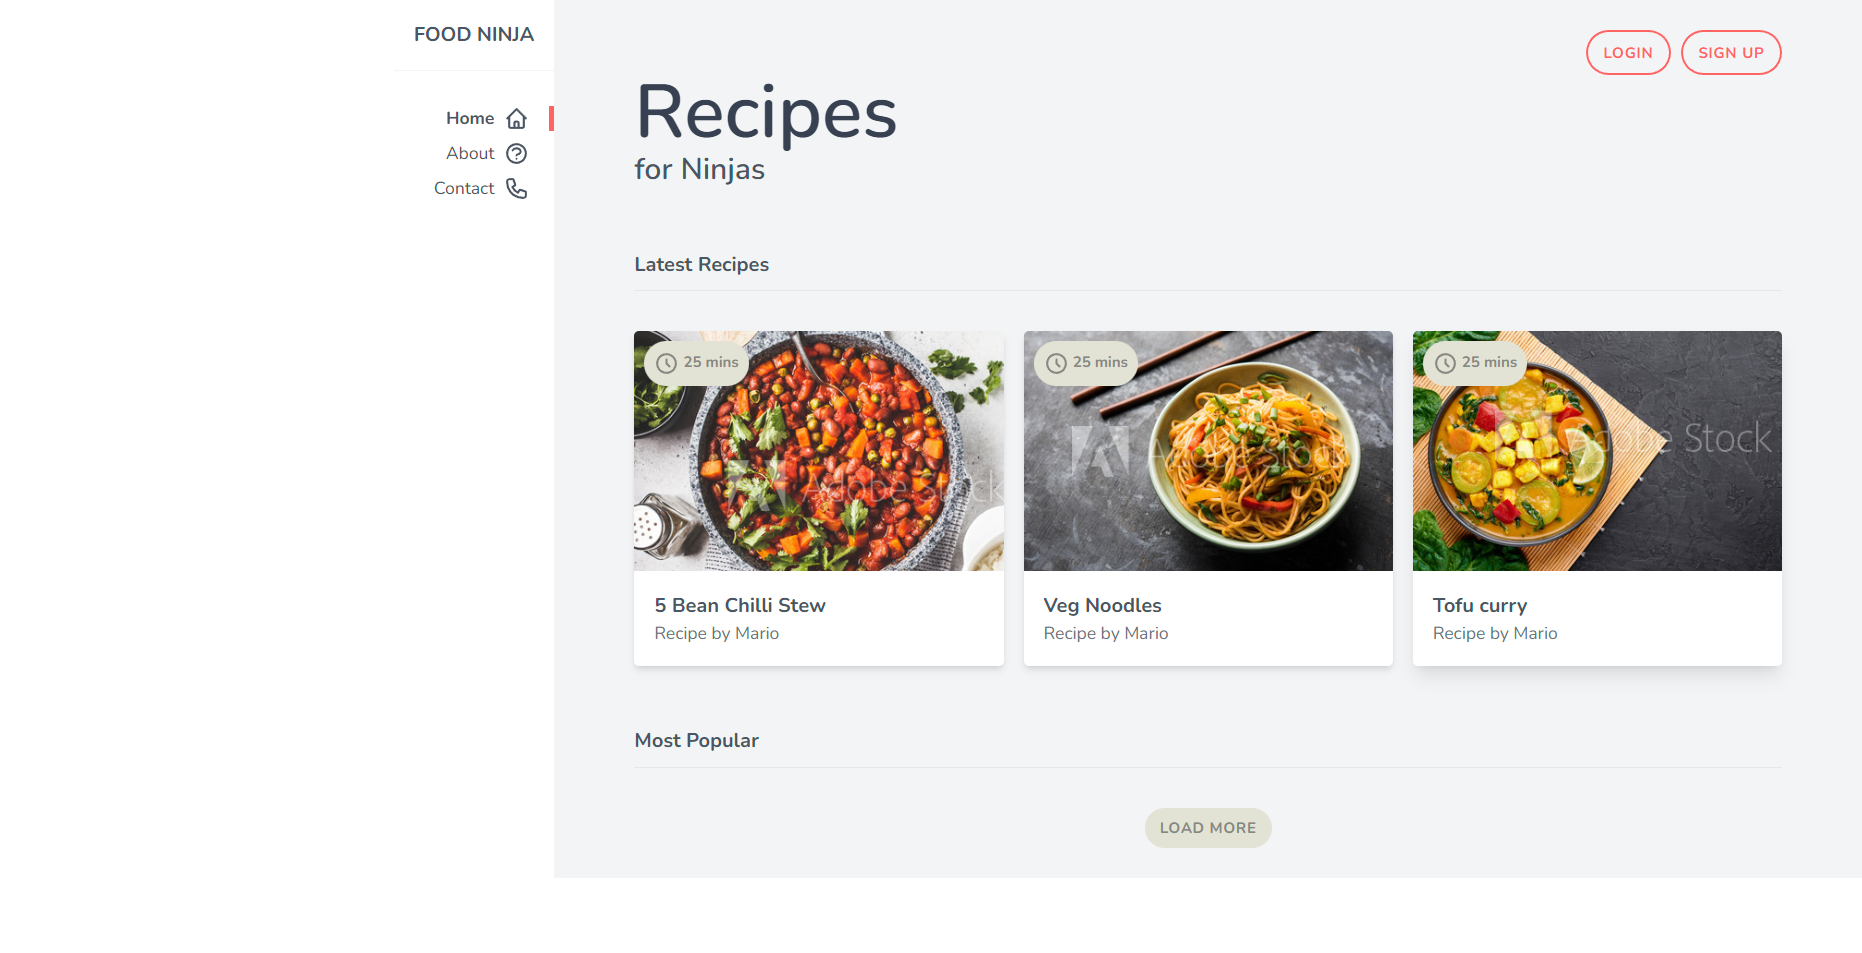 FOOD NINJA
Home
About
Contact
LOGIN
SIGN UP
Recipes
for Ninjas
Latest Recipes
25 mins
Adobe Stock
5 Bean Chilli Stew
Recipe by Mario
25 mins
Adobe Stock
Veg Noodles
Recipe by Mario
25 mins
Adobe Stock
Tofu curry
Recipe by Mario
Most Popular
LOAD MORE